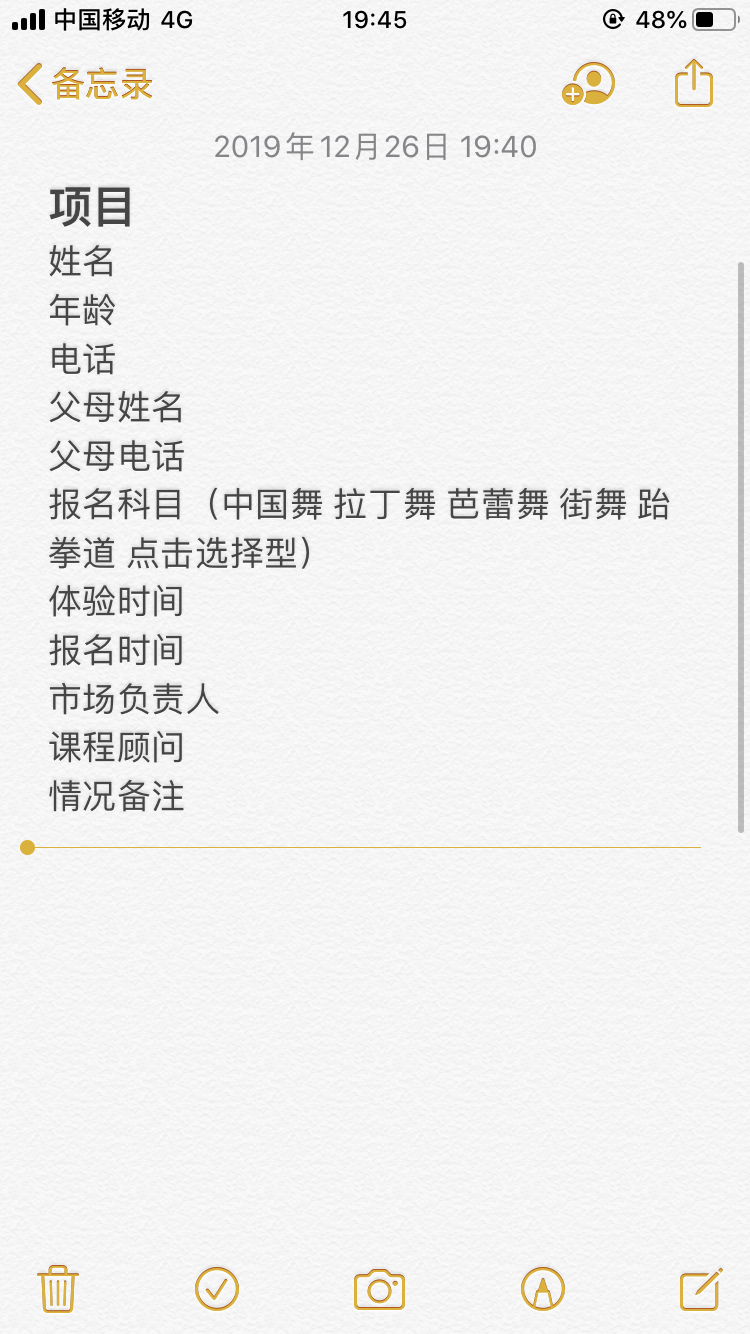 中国移动 4G 19:45 48%
备忘录
2019年12月26日 19:40
项目
姓名
年龄
电话
父母姓名
父母电话
报名科目（中国舞 拉丁舞 芭蕾舞 街舞 跆
拳道 点击选择型）
体验时间
报名时间
市场负责人
课程顾问
情况备注